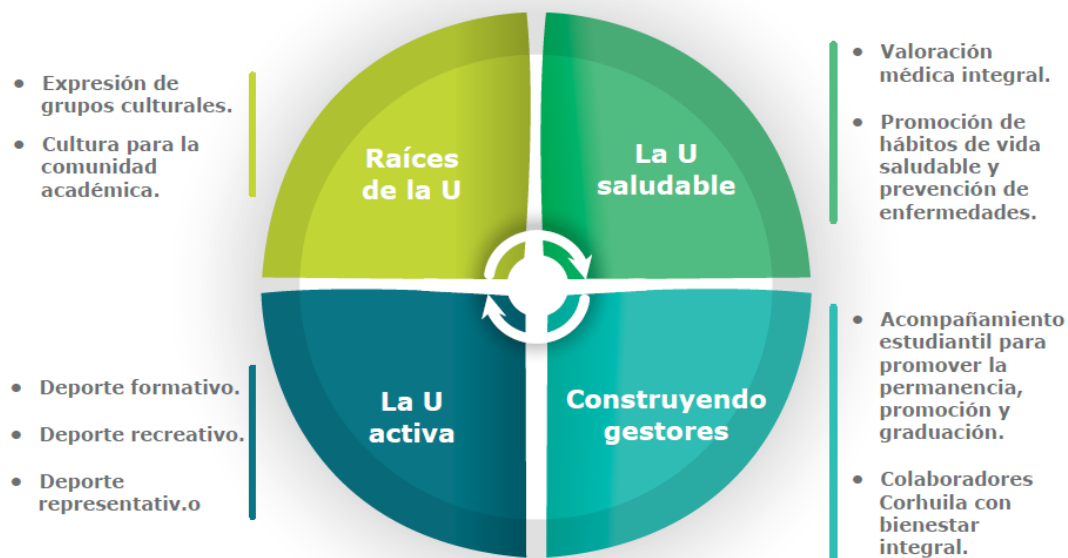 • Expresión de
grupos culturales.
• Cultura para la
comunidad
académica.
Raíces
de la U
La U
saludable
• Valoración
médica integral.
• Promoción de
hábitos de vida
saludable y
prevención de
enfermedades.
• Deporte formativo.
• Deporte recreativo.
• Deporte
representativ.o
La U
activa
Construyendo
gestores
• Acompañamiento
estudiantil para
promover la
permanencia,
promoción y
graduación.
• Colaboradores
Corhuila con
bienestar
integral.